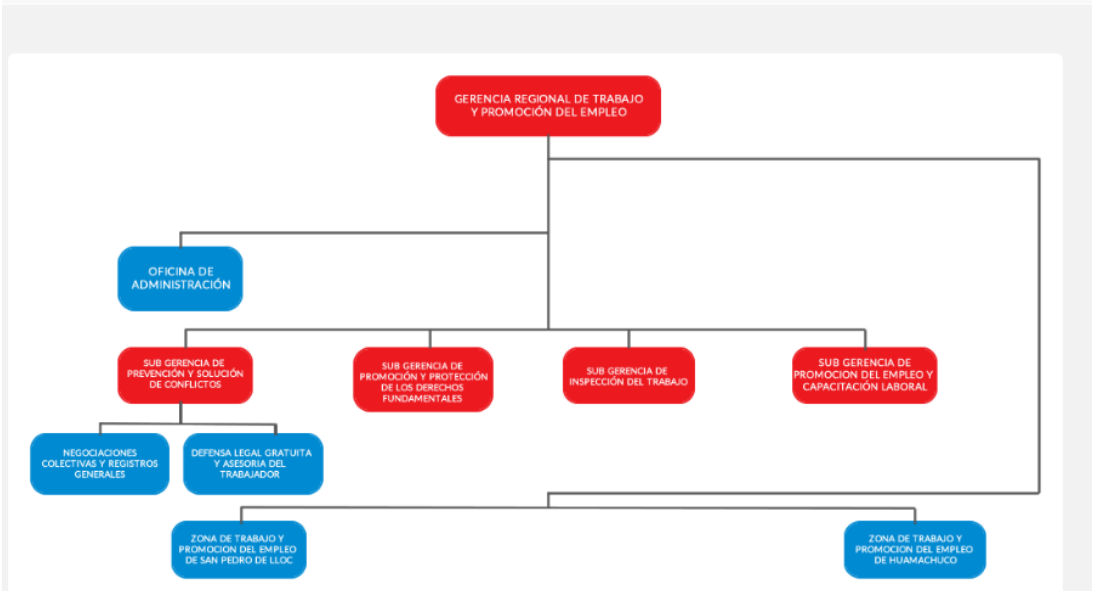 GERENCIA REGIONAL DE TRABAJO
Y PROMOCIÓN DEL EMPLEO
OFICINA DE
ADMINISTRACIÓN
SUB GERENCIA DE
PREVENCIÓN Y SOLUCIÓN
DE CONFLICTOS
SUB GERENCIA DE
PROMOCIÓN Y PROTECCIÓN
DE LOS DERECHOS
FUNDAMENTALES
SUB GERENCIA DE
INSPECCIÓN DEL TRABAJO
SUB GERENCIA DE
PROMOCION DEL EMPLEO Y
CAPACITACIÓN LABORAL
NEGOCIACIONES
COLECTIVAS Y REGISTROS
GENERALES
DEFENSA LEGAL GRATUITA
Y ASESORIA DEL
TRABAJADOR
ZONA DE TRABAJO Y
PROMOCION DEL EMPLEO
DE SAN PEDRO DE LLOC
ZONA DE TRABAJO Y
PROMOCION DEL EMPLEO
DE HUAMACHUCO